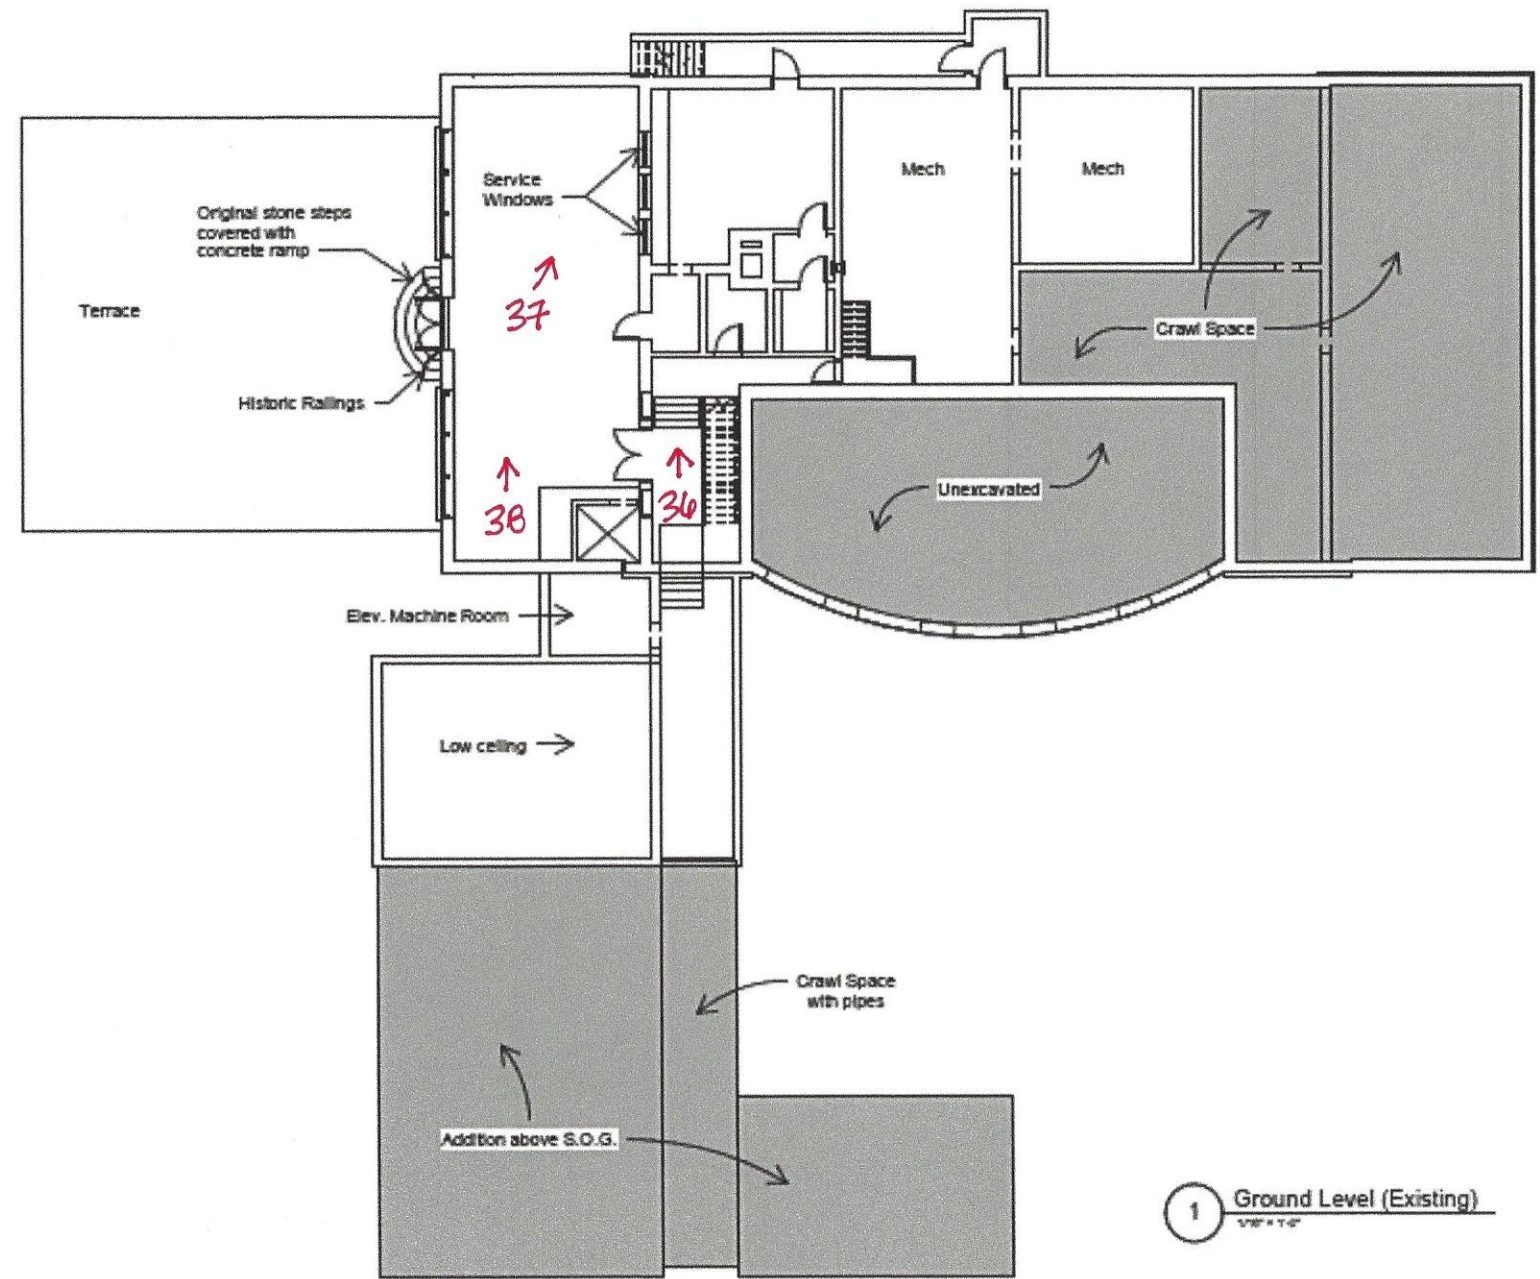 Service
Windows
Mech
Mech
Original stone steps
covered with
concrete ramp
Terrace
37
Crawl Space
Historic Railings
38
36
Unexcavated
Elev. Machine Room
Low ceiling
Crawl Space
with pipes
Addition above S.O.G.
1
Ground Level (Existing)